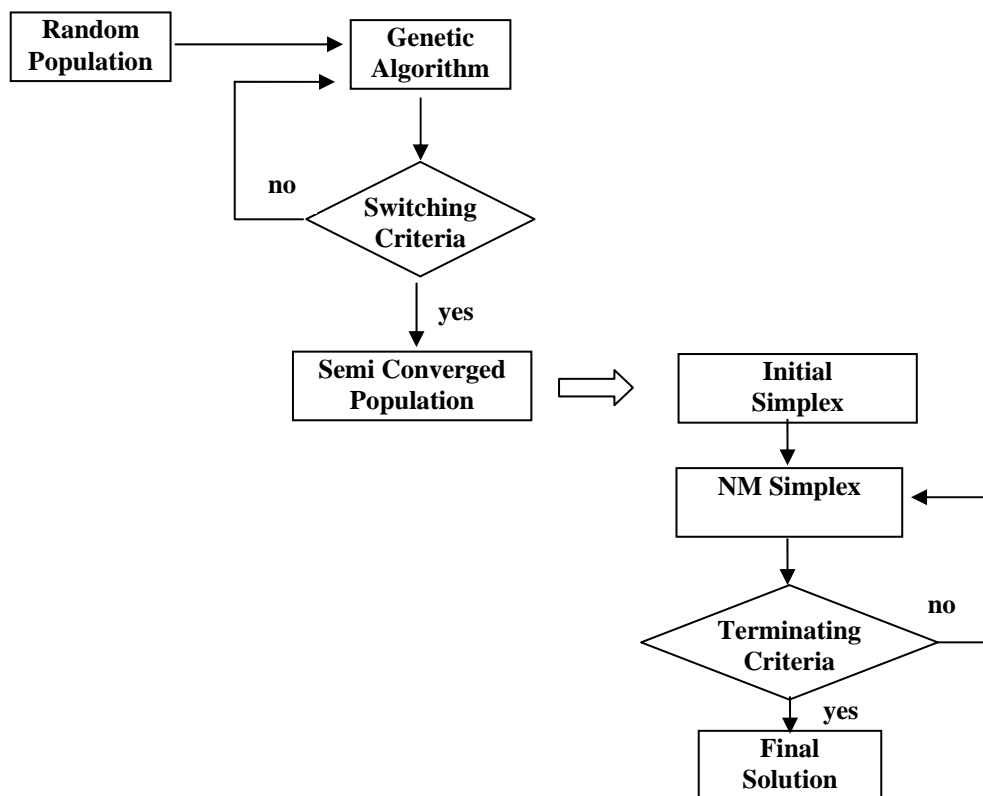 Random
Population
Genetic
Algorithm
no
Switching
Criteria
yes
Semi Converged
Population
Initial
Simplex
NM Simplex
no
Terminating
Criteria
yes
Final
Solution